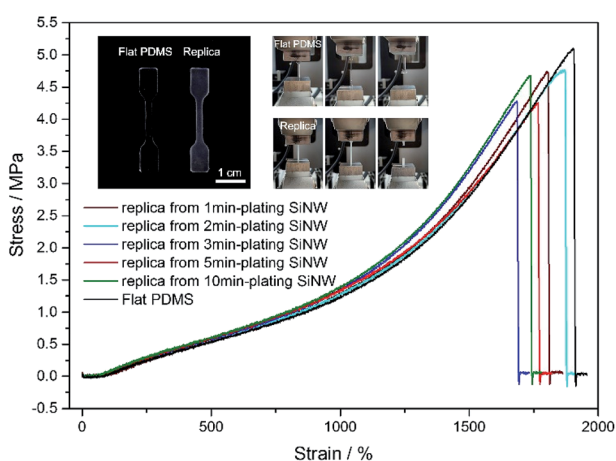 5.5
5.0
4.5
4.0
3.5
3.0
2.5
2.0
1.5
1.0
0.5
0.0
-0.5
Stress / MPa
Flat PDMS Replica
1 cm
Flat PDMS
Replica
replica from 1min-plating SiNW
replica from 2min-plating SiNW
replica from 3min-plating SiNW
replica from 5min-plating SiNW
replica from 10min-plating SiNW
Flat PDMS
0 500 1000 1500 2000
Strain / %